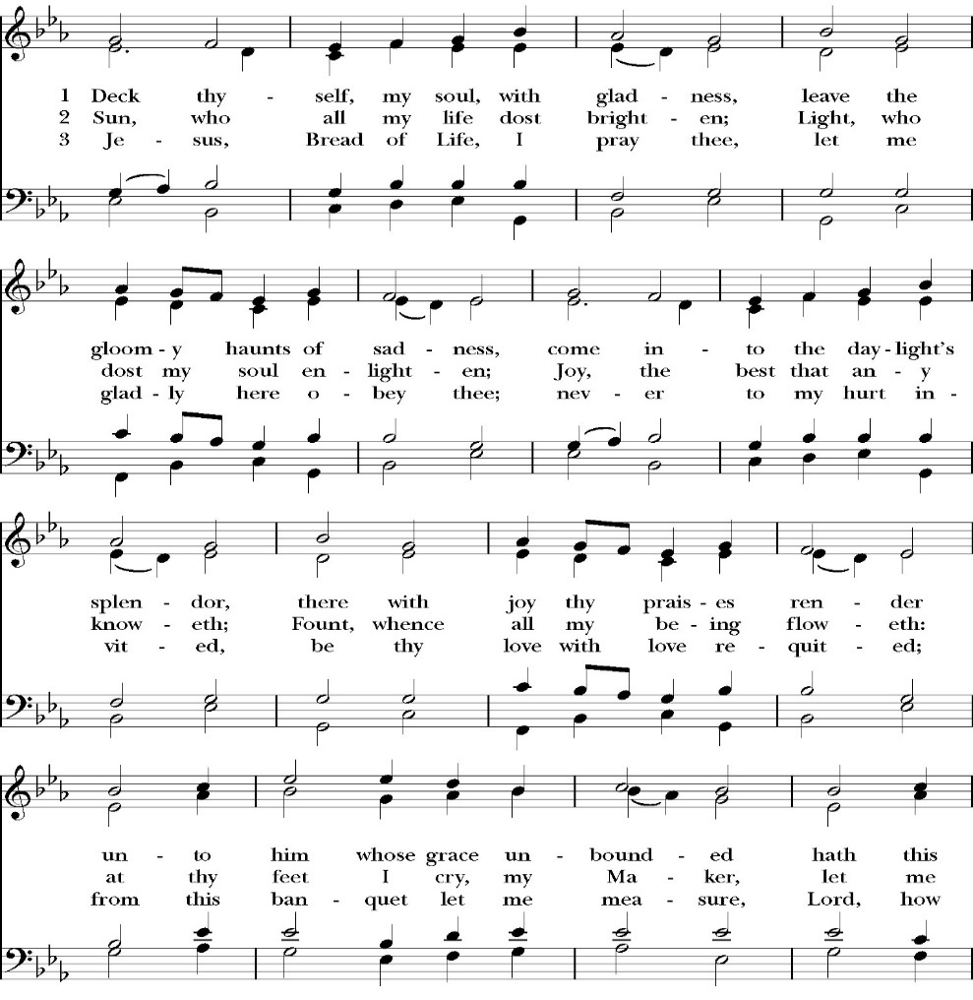 1 Deck thy - self, my soul, with glad - ness, leave the
2 Sun, who all my life dost bright - en; Light, who
3 Je - sus, Bread of Life, I pray thee, let me
gloom - y haunts of sad - ness, come in - to the day - light's
dost my soul en - light - en; Joy, the best that an - y
glad - ly here o - bey thee; nev - er to my hurt in -
splen - dor, there with joy thy prais - es ren - der
know - eth; Fount, whence all my be - ing flow - eth:
vit - ed, be thy love with love re - quit - ed;
un - to him whose grace un - bound - ed hath this
at thy feet I cry, my Ma - ker, let me
from this ban - quet let me mea - sure, Lord, how